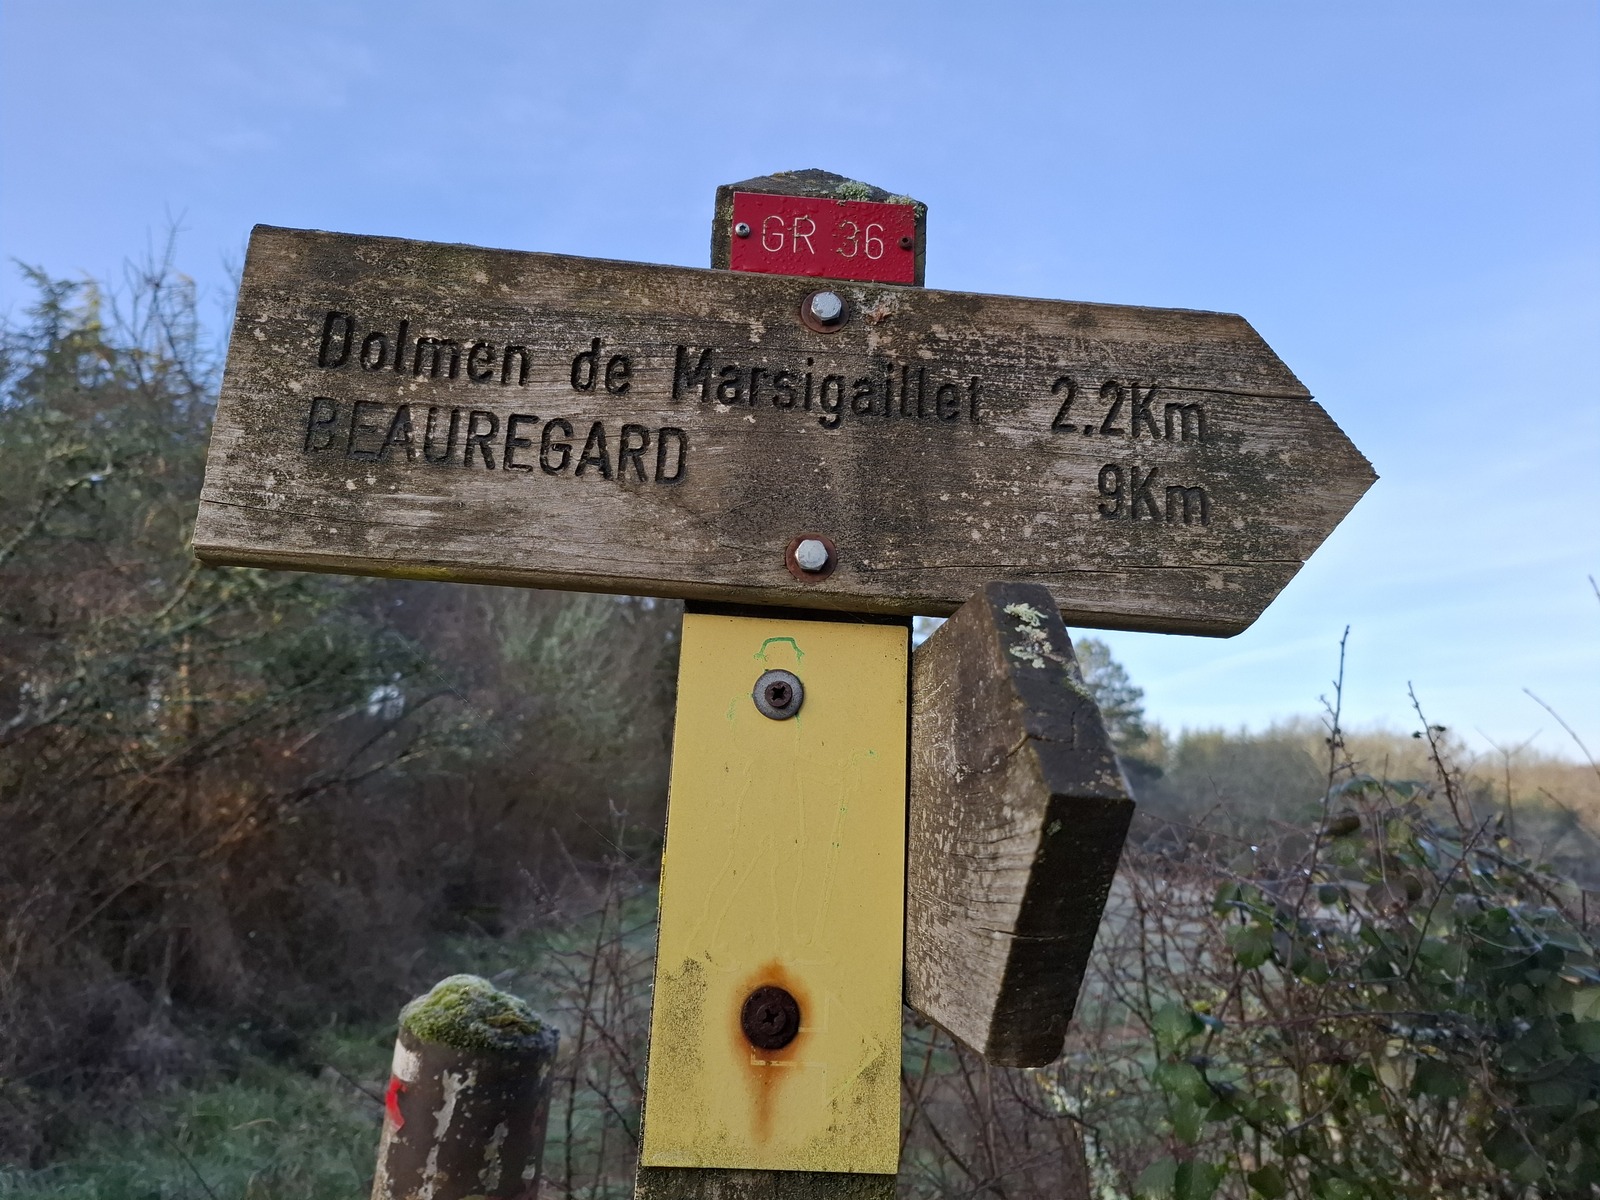 GR 36
Dolmen de Marsigaillet 2.2Km
BEAUREGARD 9Km